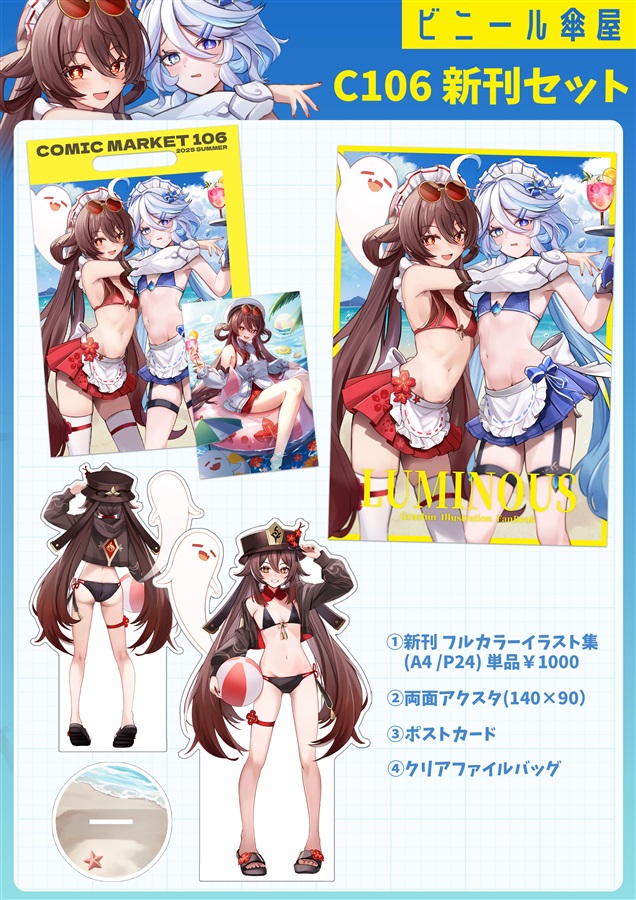 ビニール傘屋
C106 新刊セット
COMIC MARKET 106
2025 SUMMER
LUMINOUS
Genshin Illustration FanBook
①新刊 フルカラーイラスト集
(A4 /P24) 単品￥1000
②両面アクスタ(140×90)
③ポストカード
④クリアファイルバッグ